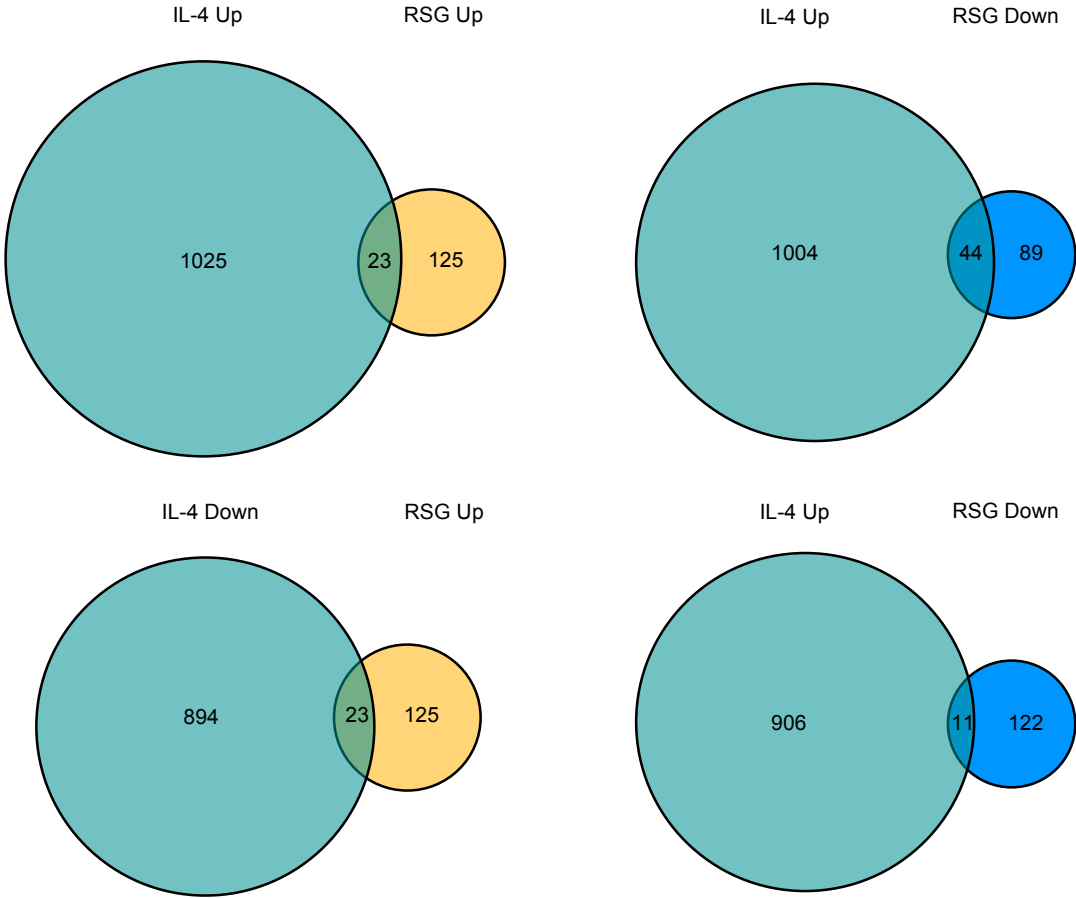 IL-4 Up RSG Up
1025 23 125
IL-4 Up RSG Down
1004 44 89
IL-4 Down RSG Up
894 23 125
IL-4 Up RSG Down
906 11 122